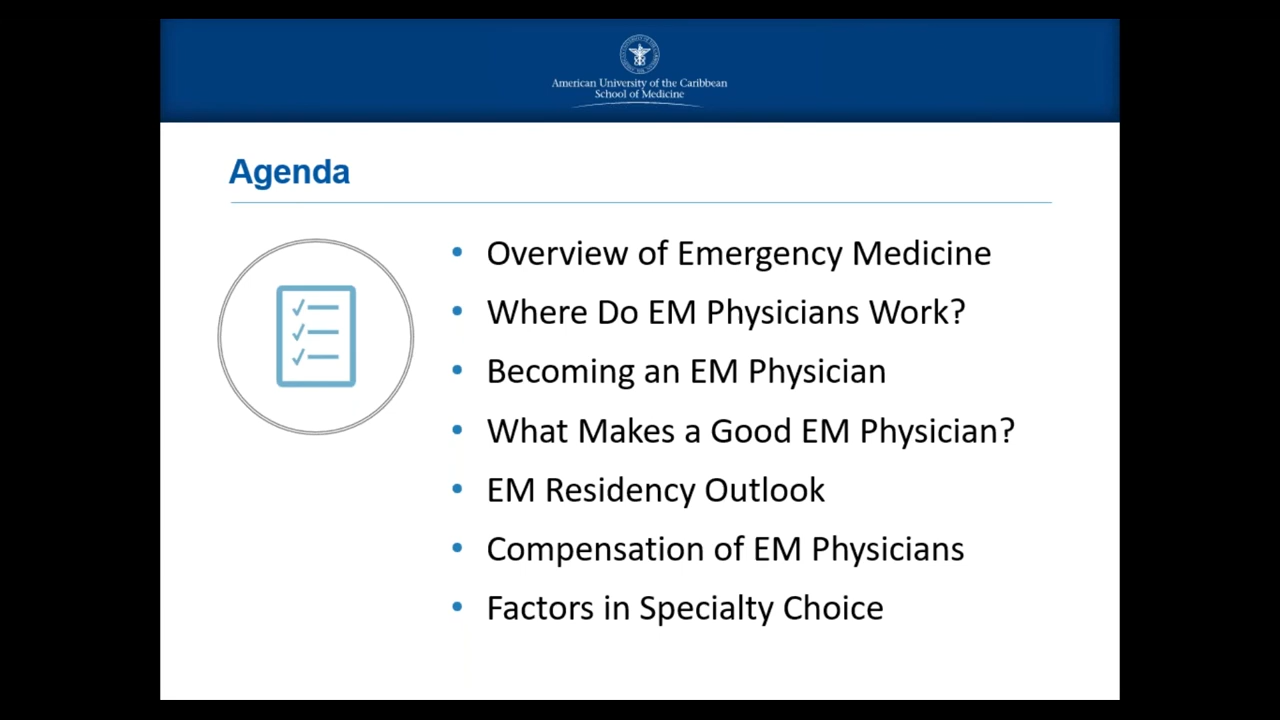 American University of the Caribbean
School of Medicine
Agenda
• Overview of Emergency Medicine
• Where Do EM Physicians Work?
• Becoming an EM Physician
• What Makes a Good EM Physician?
• EM Residency Outlook
• Compensation of EM Physicians
• Factors in Specialty Choice